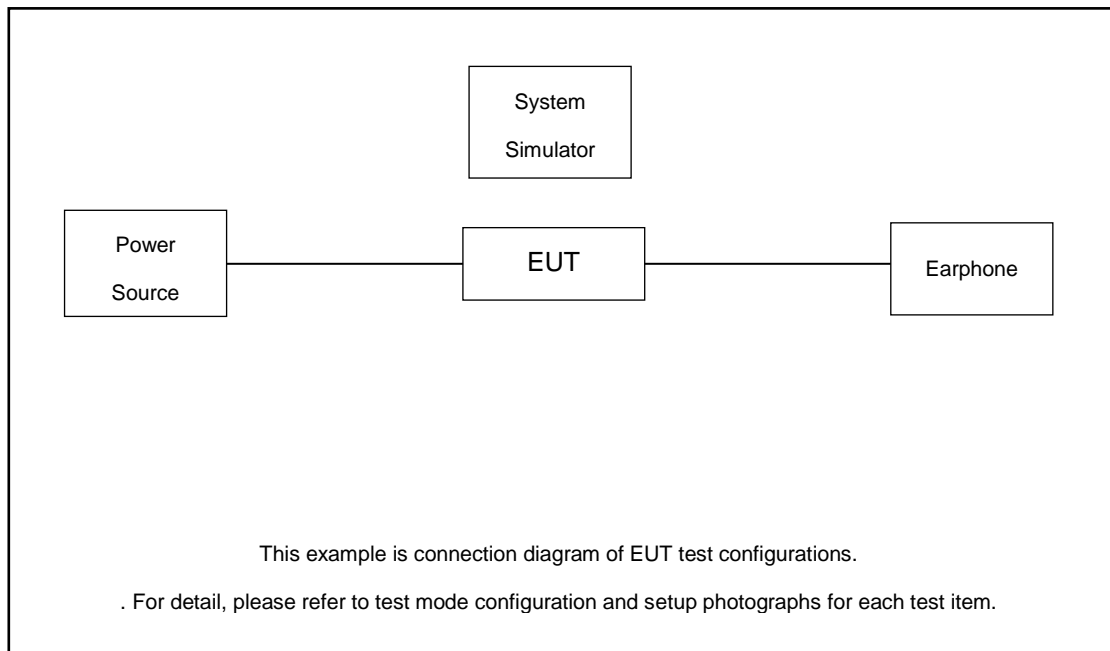 System
Simulator
Power
Source
EUT
Earphone
This example is connection diagram of EUT test configurations.
. For detail, please refer to test mode configuration and setup photographs for each test item.